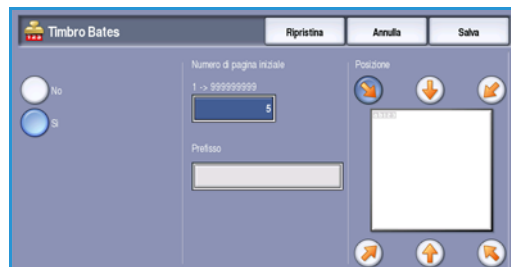 Timbro Bates
Ripristina
Annulla
Salva
No
Sì
Numero di pagina iniziale
1 -> 999999999
5
Prefisso
Posizione